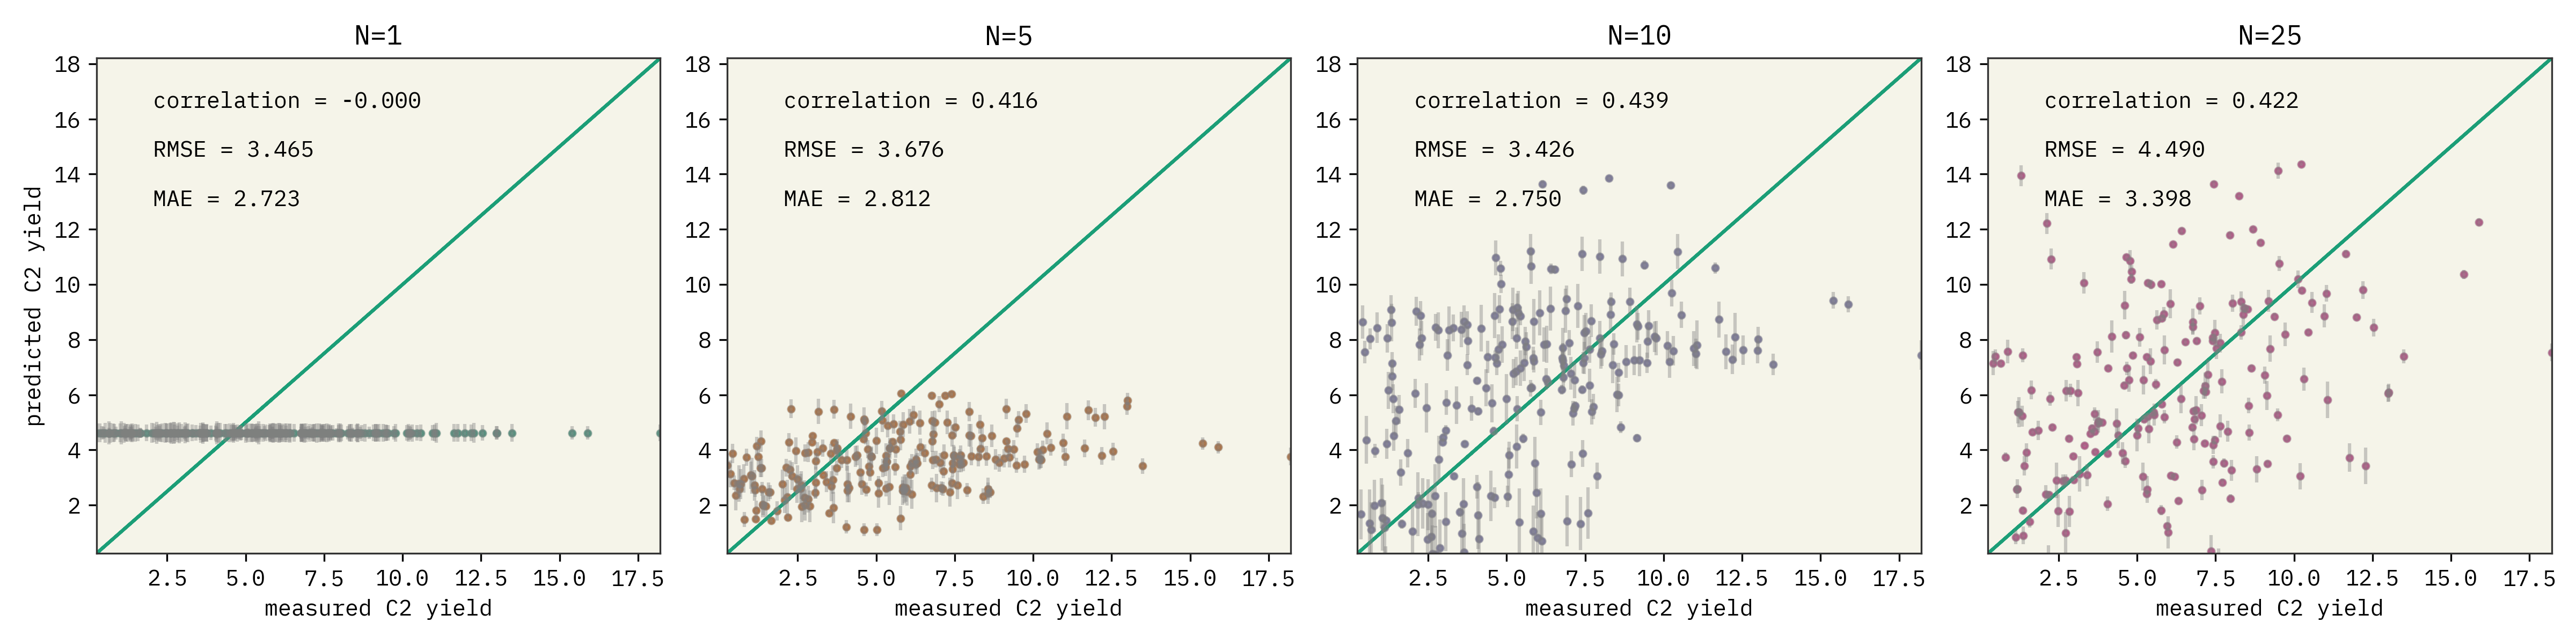 N=1
18
16
14
12
10
8
6
4
2
predicted C2 yield
correlation = -0.000
RMSE = 3.465
MAE = 2.723
2.5 5.0 7.5 10.0 12.5 15.0 17.5
measured C2 yield
N=5
18
16
14
12
10
8
6
4
2
correlation = 0.416
RMSE = 3.676
MAE = 2.812
2.5 5.0 7.5 10.0 12.5 15.0 17.5
measured C2 yield
N=10
18
16
14
12
10
8
6
4
2
correlation = 0.439
RMSE = 3.426
MAE = 2.750
2.5 5.0 7.5 10.0 12.5 15.0 17.5
measured C2 yield
N=25
18
16
14
12
10
8
6
4
2
correlation = 0.422
RMSE = 4.490
MAE = 3.398
2.5 5.0 7.5 10.0 12.5 15.0 17.5
measured C2 yield